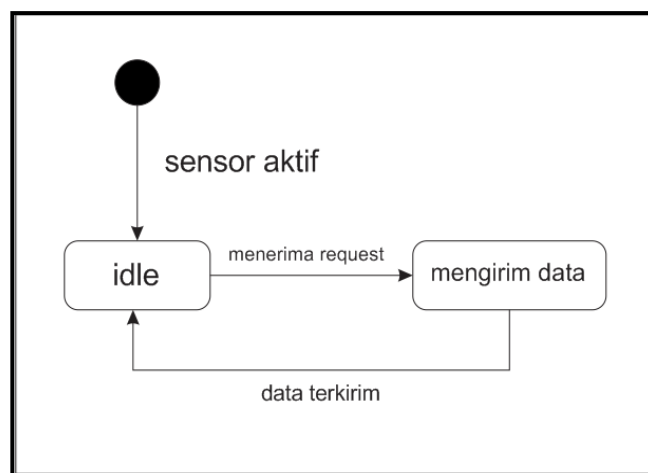 sensor aktif
idle
menerima request
mengirim data
data terkirim